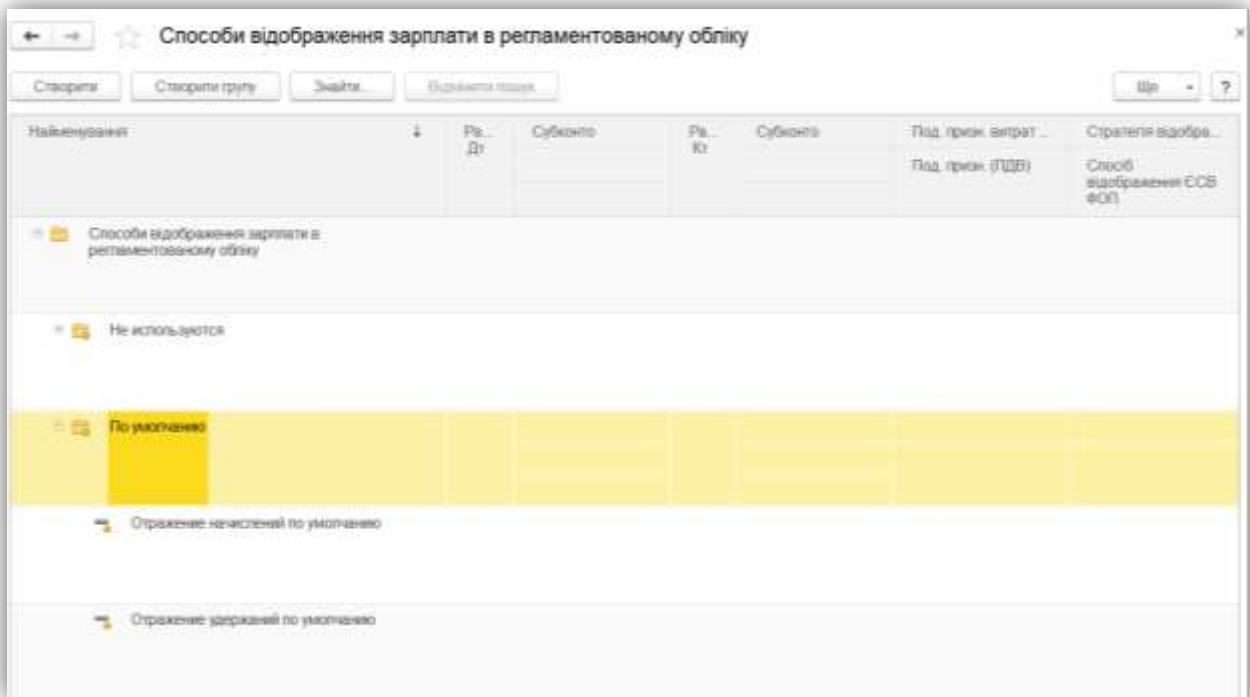 Способи відображення зарплати в регламентованому обліку
×
Створити Створити групу Знайти... Відмінити пошук Ще ?
Найменування ↓ Ра... Дт Субконто Ра... Кт Субконто Под. призн. витрат ... Стратегія відобра...
Под. призн. (ПДВ) Спосіб
відображення ЄСВ
ФОП
Способи відображення зарплати в
регламентованому обліку
Не используются
По умолчанию
Отражение начислений по умолчанию
Отражение удержаний по умолчанию